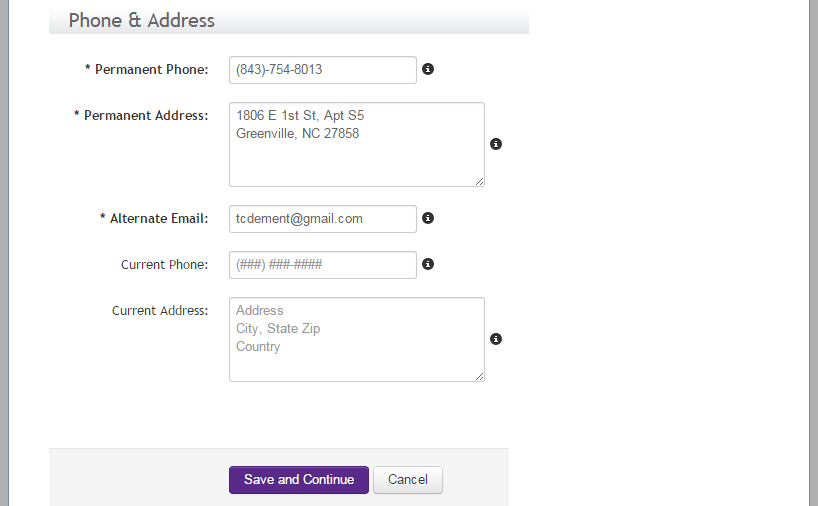 Phone & Address
* Permanent Phone: (843)-754-8013
* Permanent Address: 1806 E 1st St, Apt S5
Greenville, NC 27858
* Alternate Email: tcdement@gmail.com
Current Phone: (###) ###-####
Current Address: Address
City, State Zip
Country
Save and Continue Cancel